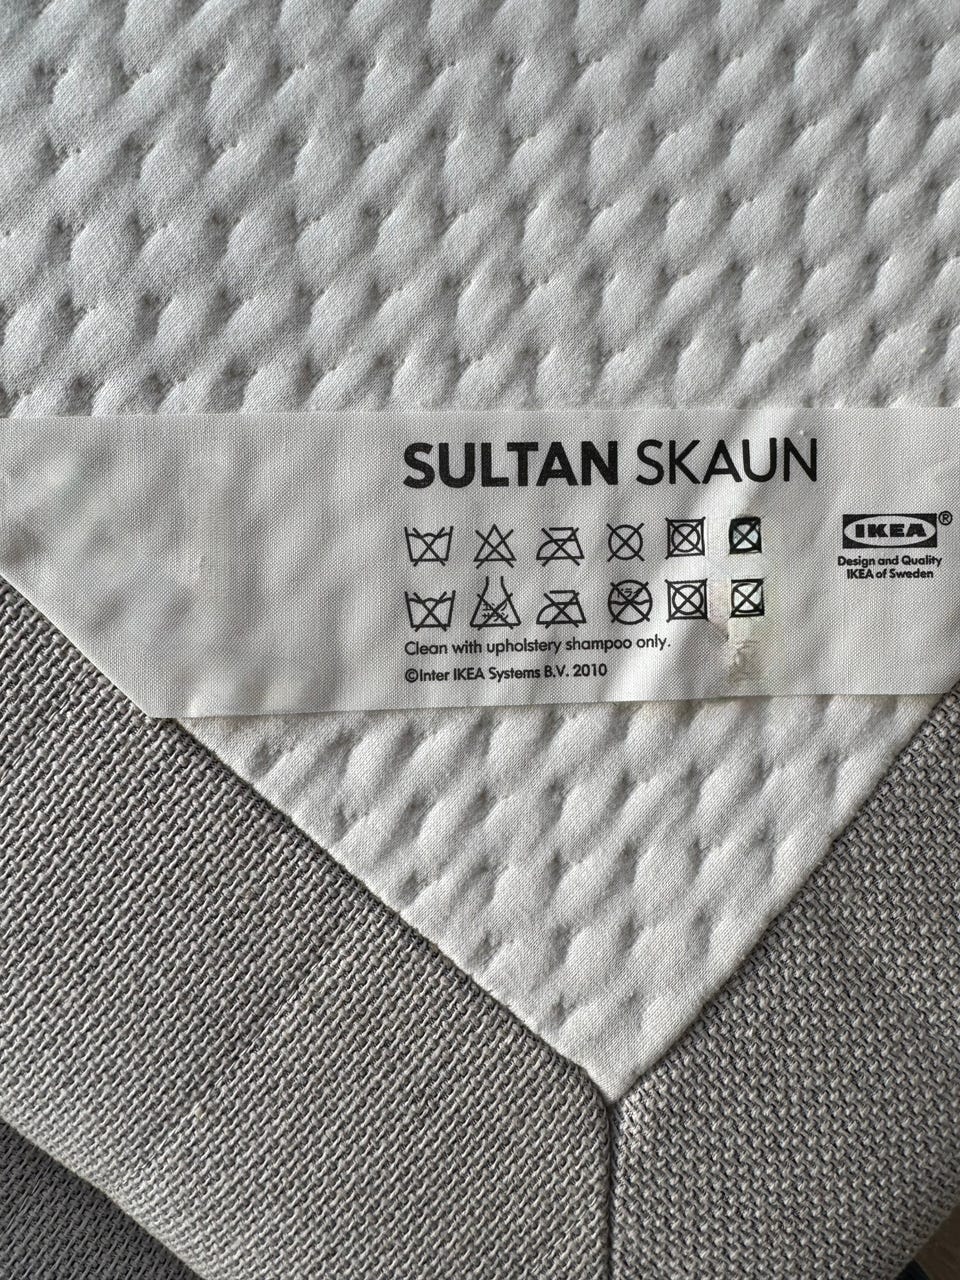 SULTAN SKAUN
IKEA®
Design and Quality
IKEA of Sweden
Clean with upholstery shampoo only.
©Inter IKEA Systems B.V. 2010